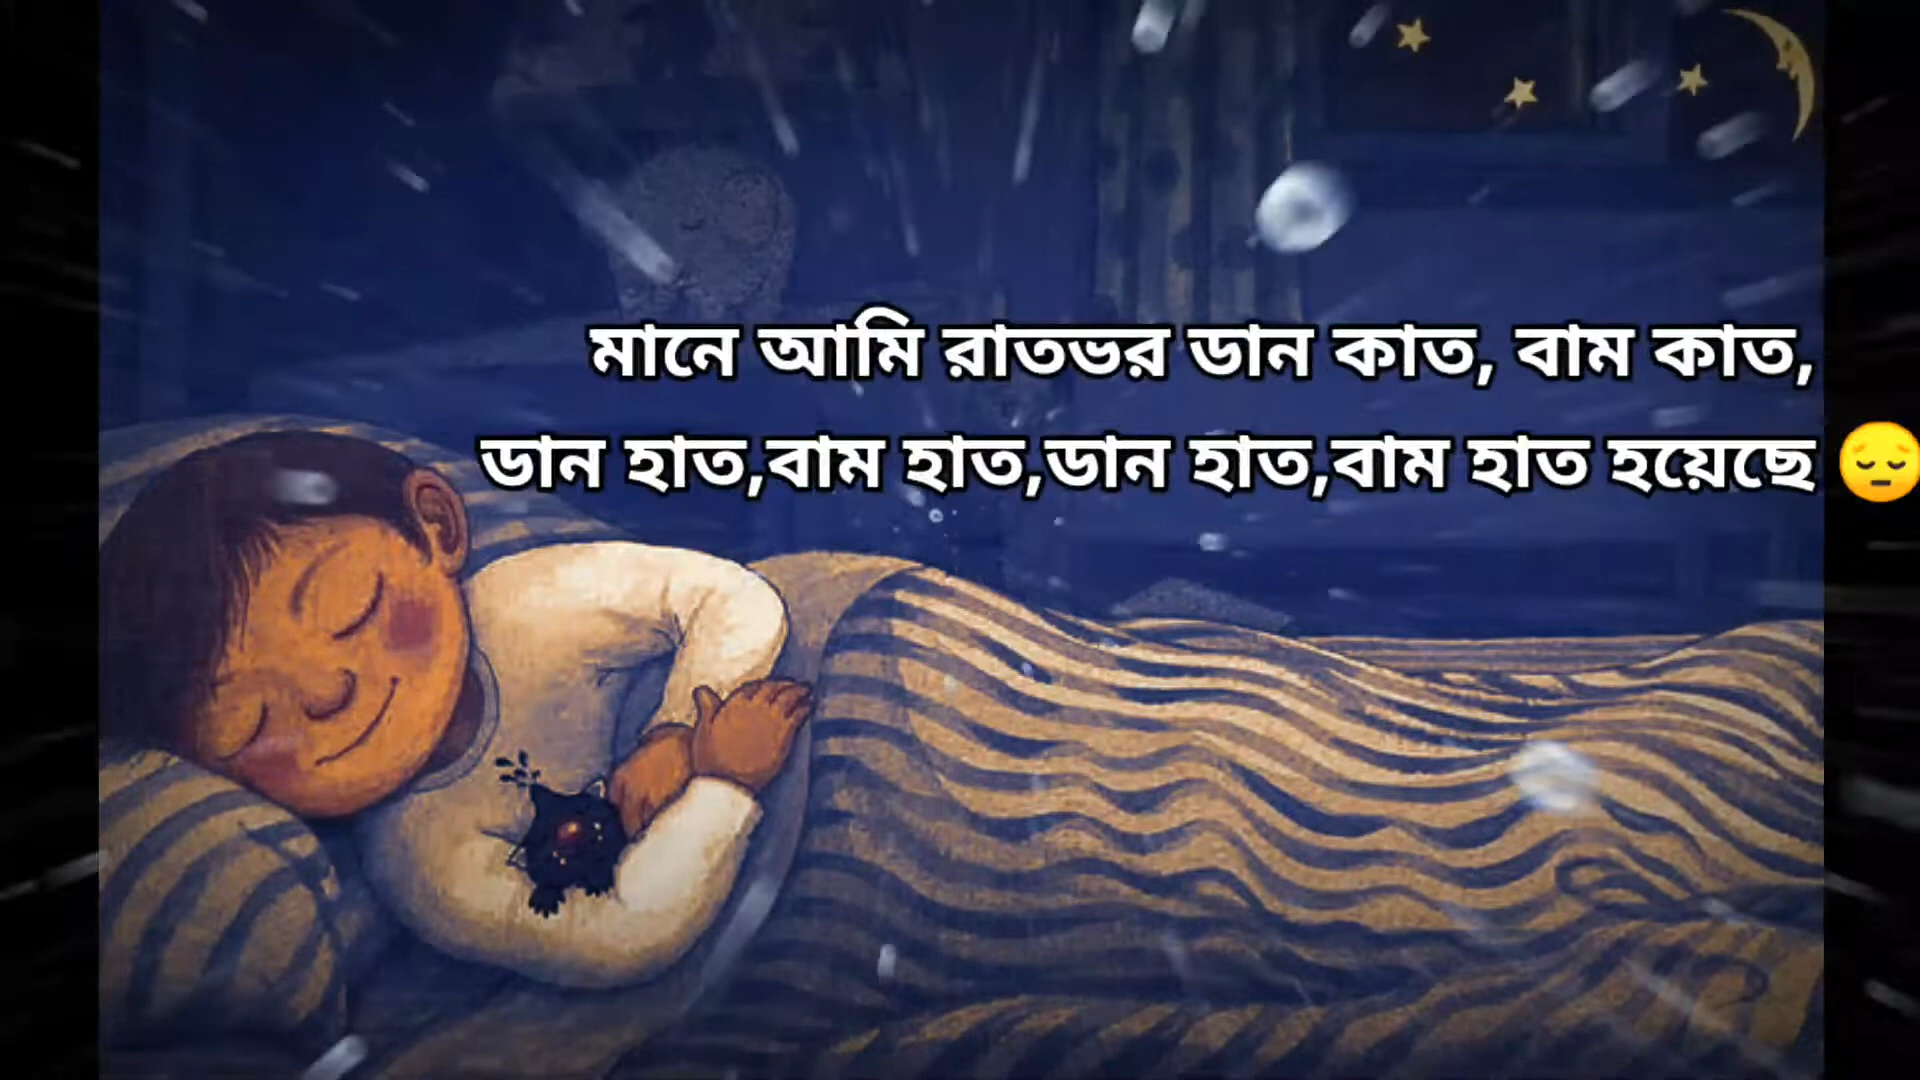 মানে আমি রাতভর ডান কাত, বাম কাত,
ডান হাত,বাম হাত,ডান হাত,বাম হাত হয়েছে 😔